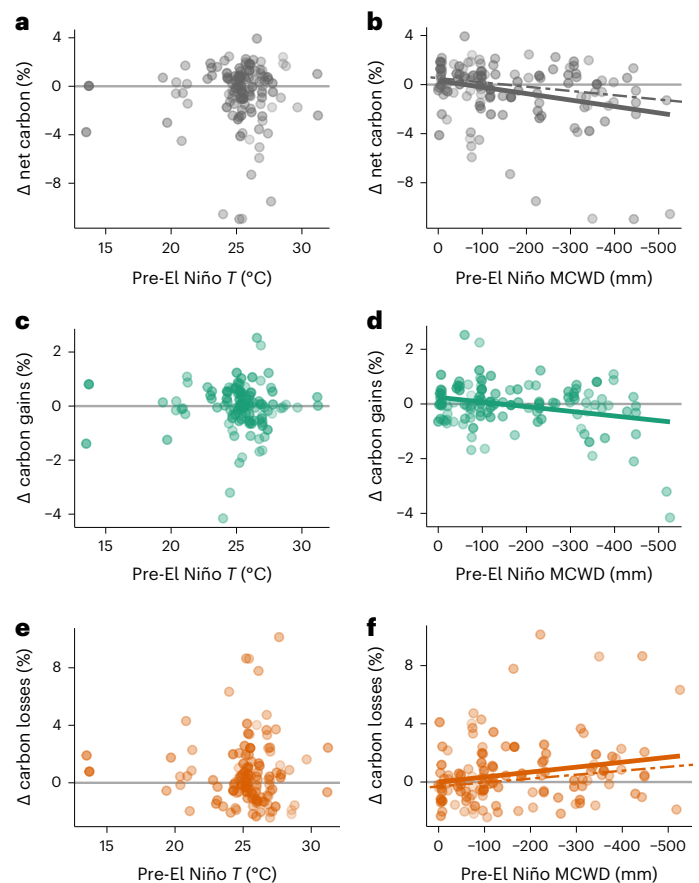 a
4
0
−4
−8
Δ net carbon (%)
15
20
25
30
Pre-El Niño T (°C)
b
4
0
−4
−8
Δ net carbon (%)
0
−100
−200
−300
−400
−500
Pre-El Niño MCWD (mm)
c
2
0
−2
−4
Δ carbon gains (%)
15
20
25
30
Pre-El Niño T (°C)
d
2
0
−2
−4
Δ carbon gains (%)
0
−100
−200
−300
−400
−500
Pre-El Niño MCWD (mm)
e
8
4
0
Δ carbon losses (%)
15
20
25
30
Pre-El Niño T (°C)
f
8
4
0
Δ carbon losses (%)
0
−100
−200
−300
−400
−500
Pre-El Niño MCWD (mm)